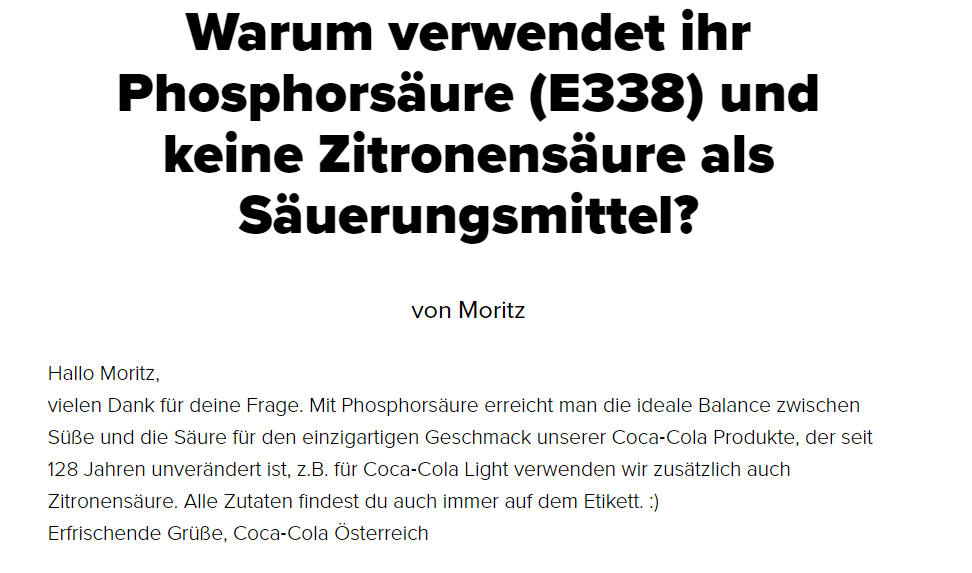 Warum verwendet ihr
Phosphorsäure (E338) und
keine Zitronensäure als
Säuerungsmittel?
von Moritz
Hallo Moritz,
vielen Dank für deine Frage. Mit Phosphorsäure erreicht man die ideale Balance zwischen
Süße und die Säure für den einzigartigen Geschmack unserer Coca-Cola Produkte, der seit
128 Jahren unverändert ist, z.B. für Coca-Cola Light verwenden wir zusätzlich auch
Zitronensäure. Alle Zutaten findest du auch immer auf dem Etikett. :)
Erfrischende Grüße, Coca-Cola Österreich